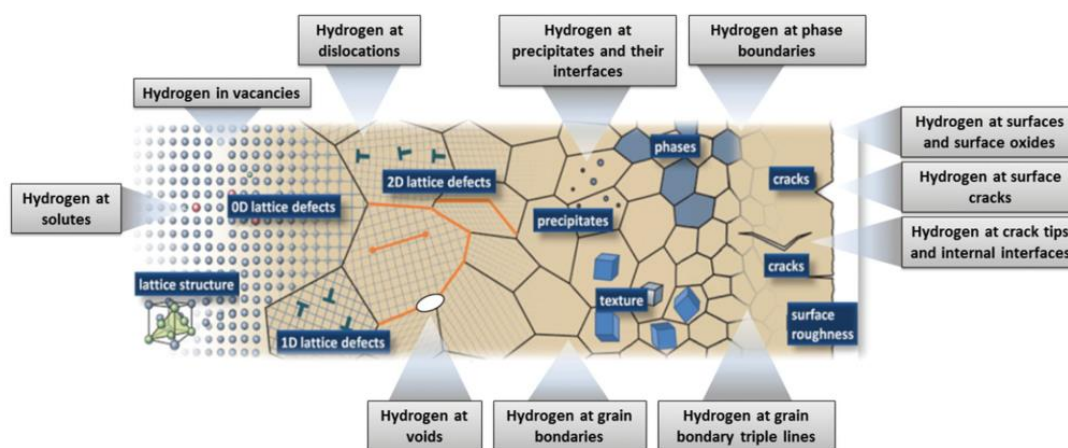 Hydrogen at
dislocations
Hydrogen at
precipitates and their
interfaces
Hydrogen at phase
boundaries
Hydrogen in vacancies
Hydrogen at surfaces
and surface oxides
phases
2D lattice defects
cracks
Hydrogen at surface
cracks
Hydrogen at
solutes
0D lattice defects
precipitates
Hydrogen at crack tips
and internal interfaces
cracks
lattice structure
texture
surface
roughness
1D lattice defects
Hydrogen at
voids
Hydrogen at grain
bondaries
Hydrogen at grain
bondary triple lines